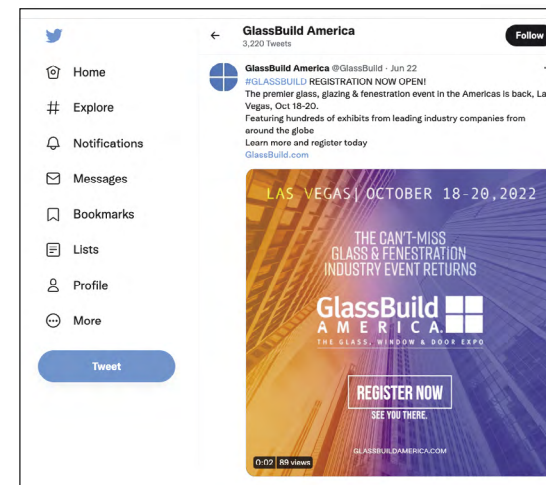 GlassBuild America
3,220 Tweets
Follow
Home
Explore
Notifications
Messages
Bookmarks
Lists
Profile
More
Tweet
GlassBuild America @GlassBuild · Jun 22
#GLASSBUILD REGISTRATION NOW OPEN!
The premier glass, glazing & fenestration event in the Americas is back, La
Vegas, Oct 18-20.
Featuring hundreds of exhibits from leading industry companies from
around the globe
Learn more and register today
GlassBuild.com
LAS VEGAS| OCTOBER 18-20,2022
THE CAN'T-MISS
GLASS & FENESTRATION
INDUSTRY EVENT RETURNS
GlassBuild
AMERICA.
THE GLASS, WINDOW & DOOR EXPO
REGISTER NOW
SEE YOU THERE.
GLASSBUILDAMERICA.COM
0:02 89 views